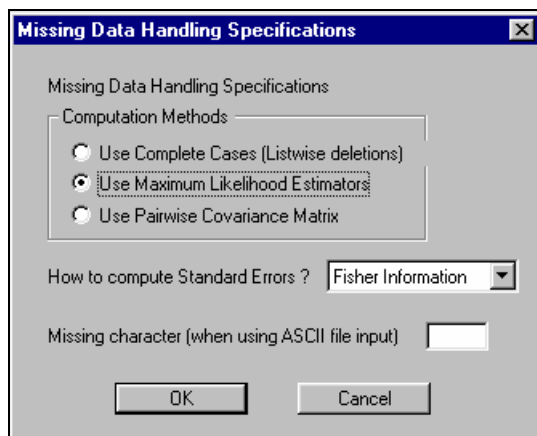 Missing Data Handling Specifications
Missing Data Handling Specifications
Computation Methods
Use Complete Cases (Listwise deletions)
Use Maximum Likelihood Estimators
Use Pairwise Covariance Matrix
How to compute Standard Errors ? Fisher Information
Missing character (when using ASCII file input)
OK Cancel